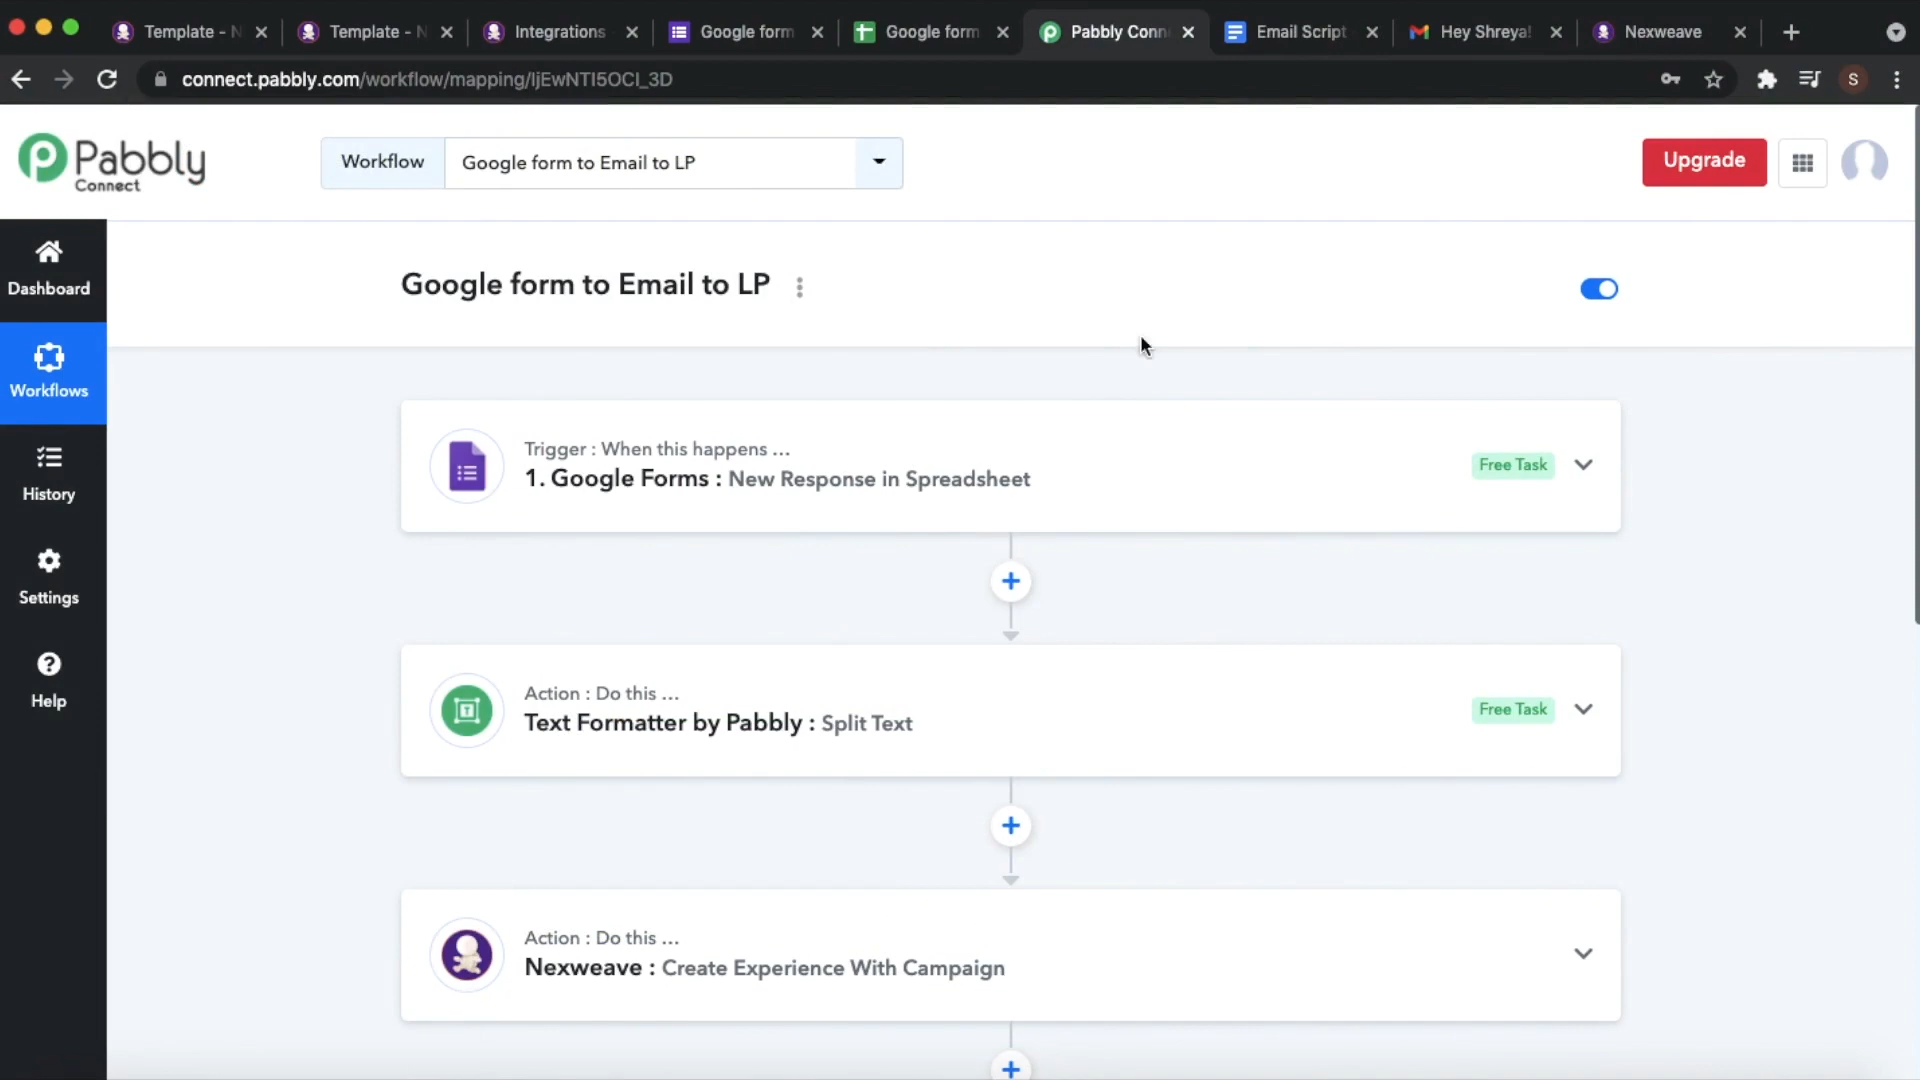 Template - N
Template - N
Integrations
Google form
Google form
Pabbly Conn
Email Script
Hey Shreya!
Nexweave
connect.pabbly.com/workflow/mapping/IjEwNTI5OCI_3D
S
Pabbly
Connect
Workflow
Google form to Email to LP
Upgrade
Dashboard
Workflows
History
Settings
Help
Google form to Email to LP
Trigger : When this happens ...
1. Google Forms : New Response in Spreadsheet
Free Task
Action : Do this ...
Text Formatter by Pabbly : Split Text
Free Task
Action : Do this ...
Nexweave : Create Experience With Campaign